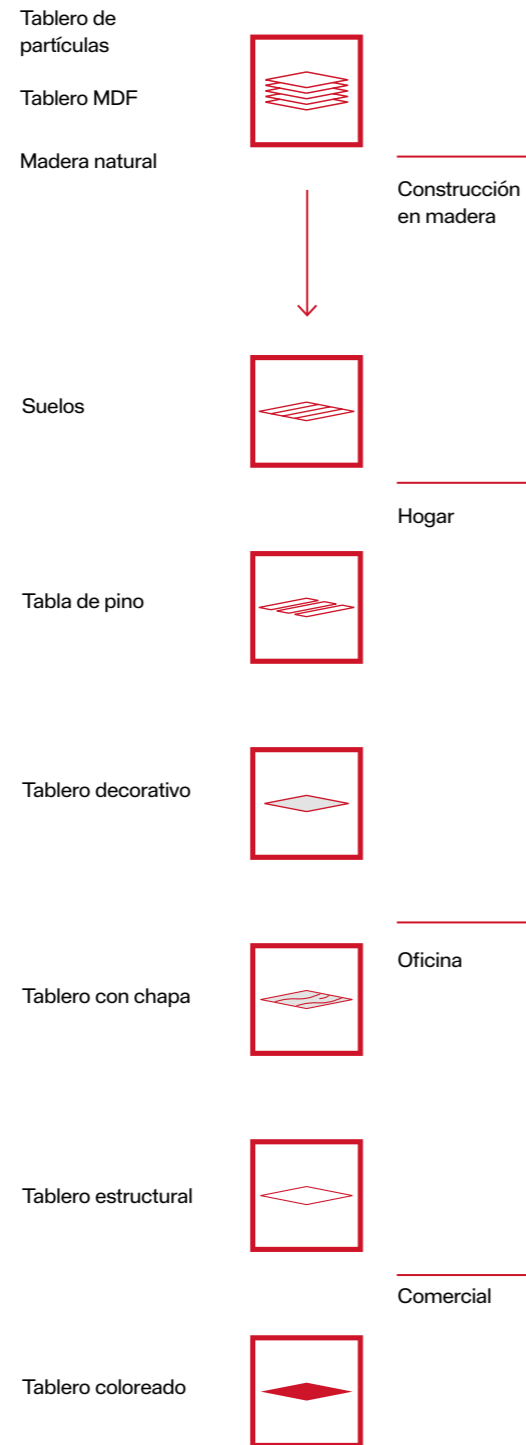 Tablero de
partículas
Tablero MDF
Madera natural
Construcción
en madera
Suelos
Hogar
Tabla de pino
Tablero decorativo
Oficina
Tablero con chapa
Tablero estructural
Comercial
Tablero coloreado